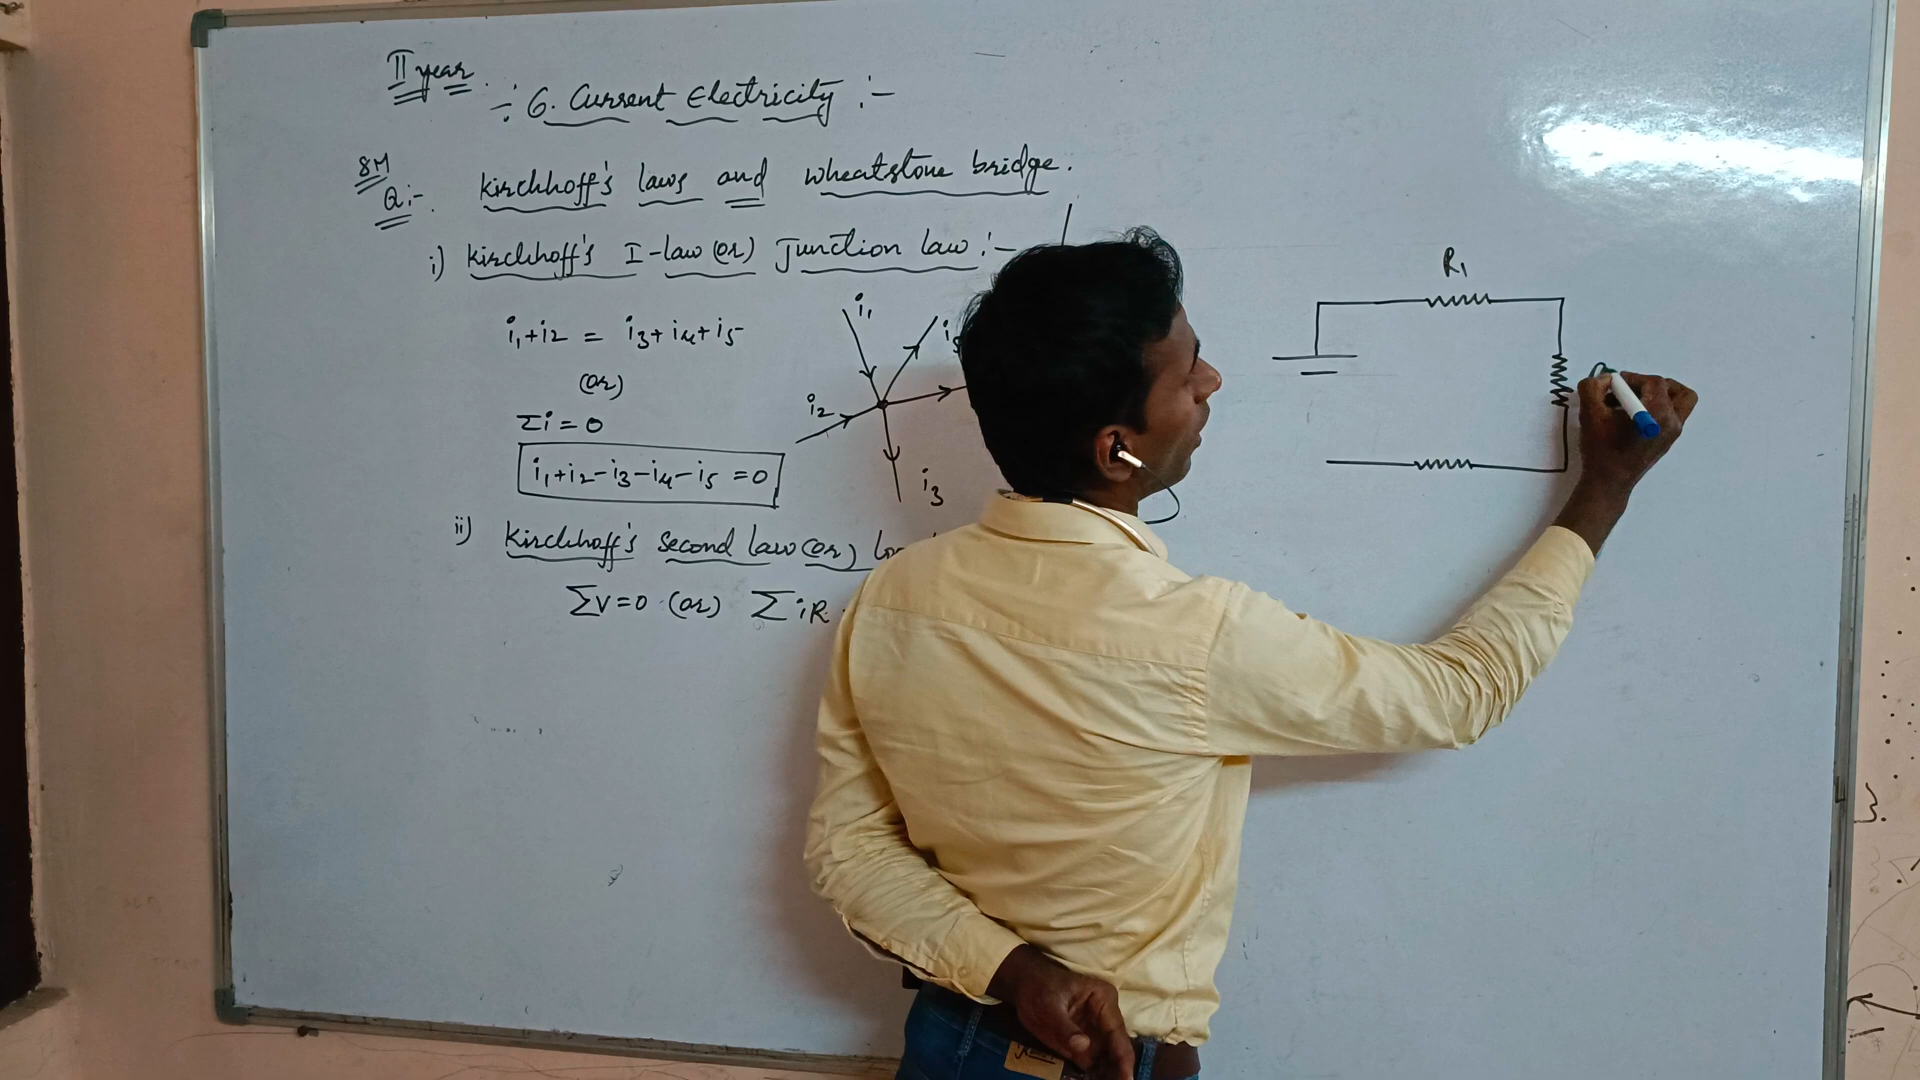 II year
:- 6. Current Electricity :-
8M
Q:- Kirchhoff's laws and wheatstone bridge.
i) Kirchhoff's I-law (or) Junction law :-
i₁+i₂ = i₃+i₄+i₅
(or)
Σi = 0
i₁+i₂-i₃-i₄-i₅ = 0
i₁
i₅
i₂
i₃
ii) Kirchhoff's second law (or)
ΣV=0 (or) ΣiR
R₁